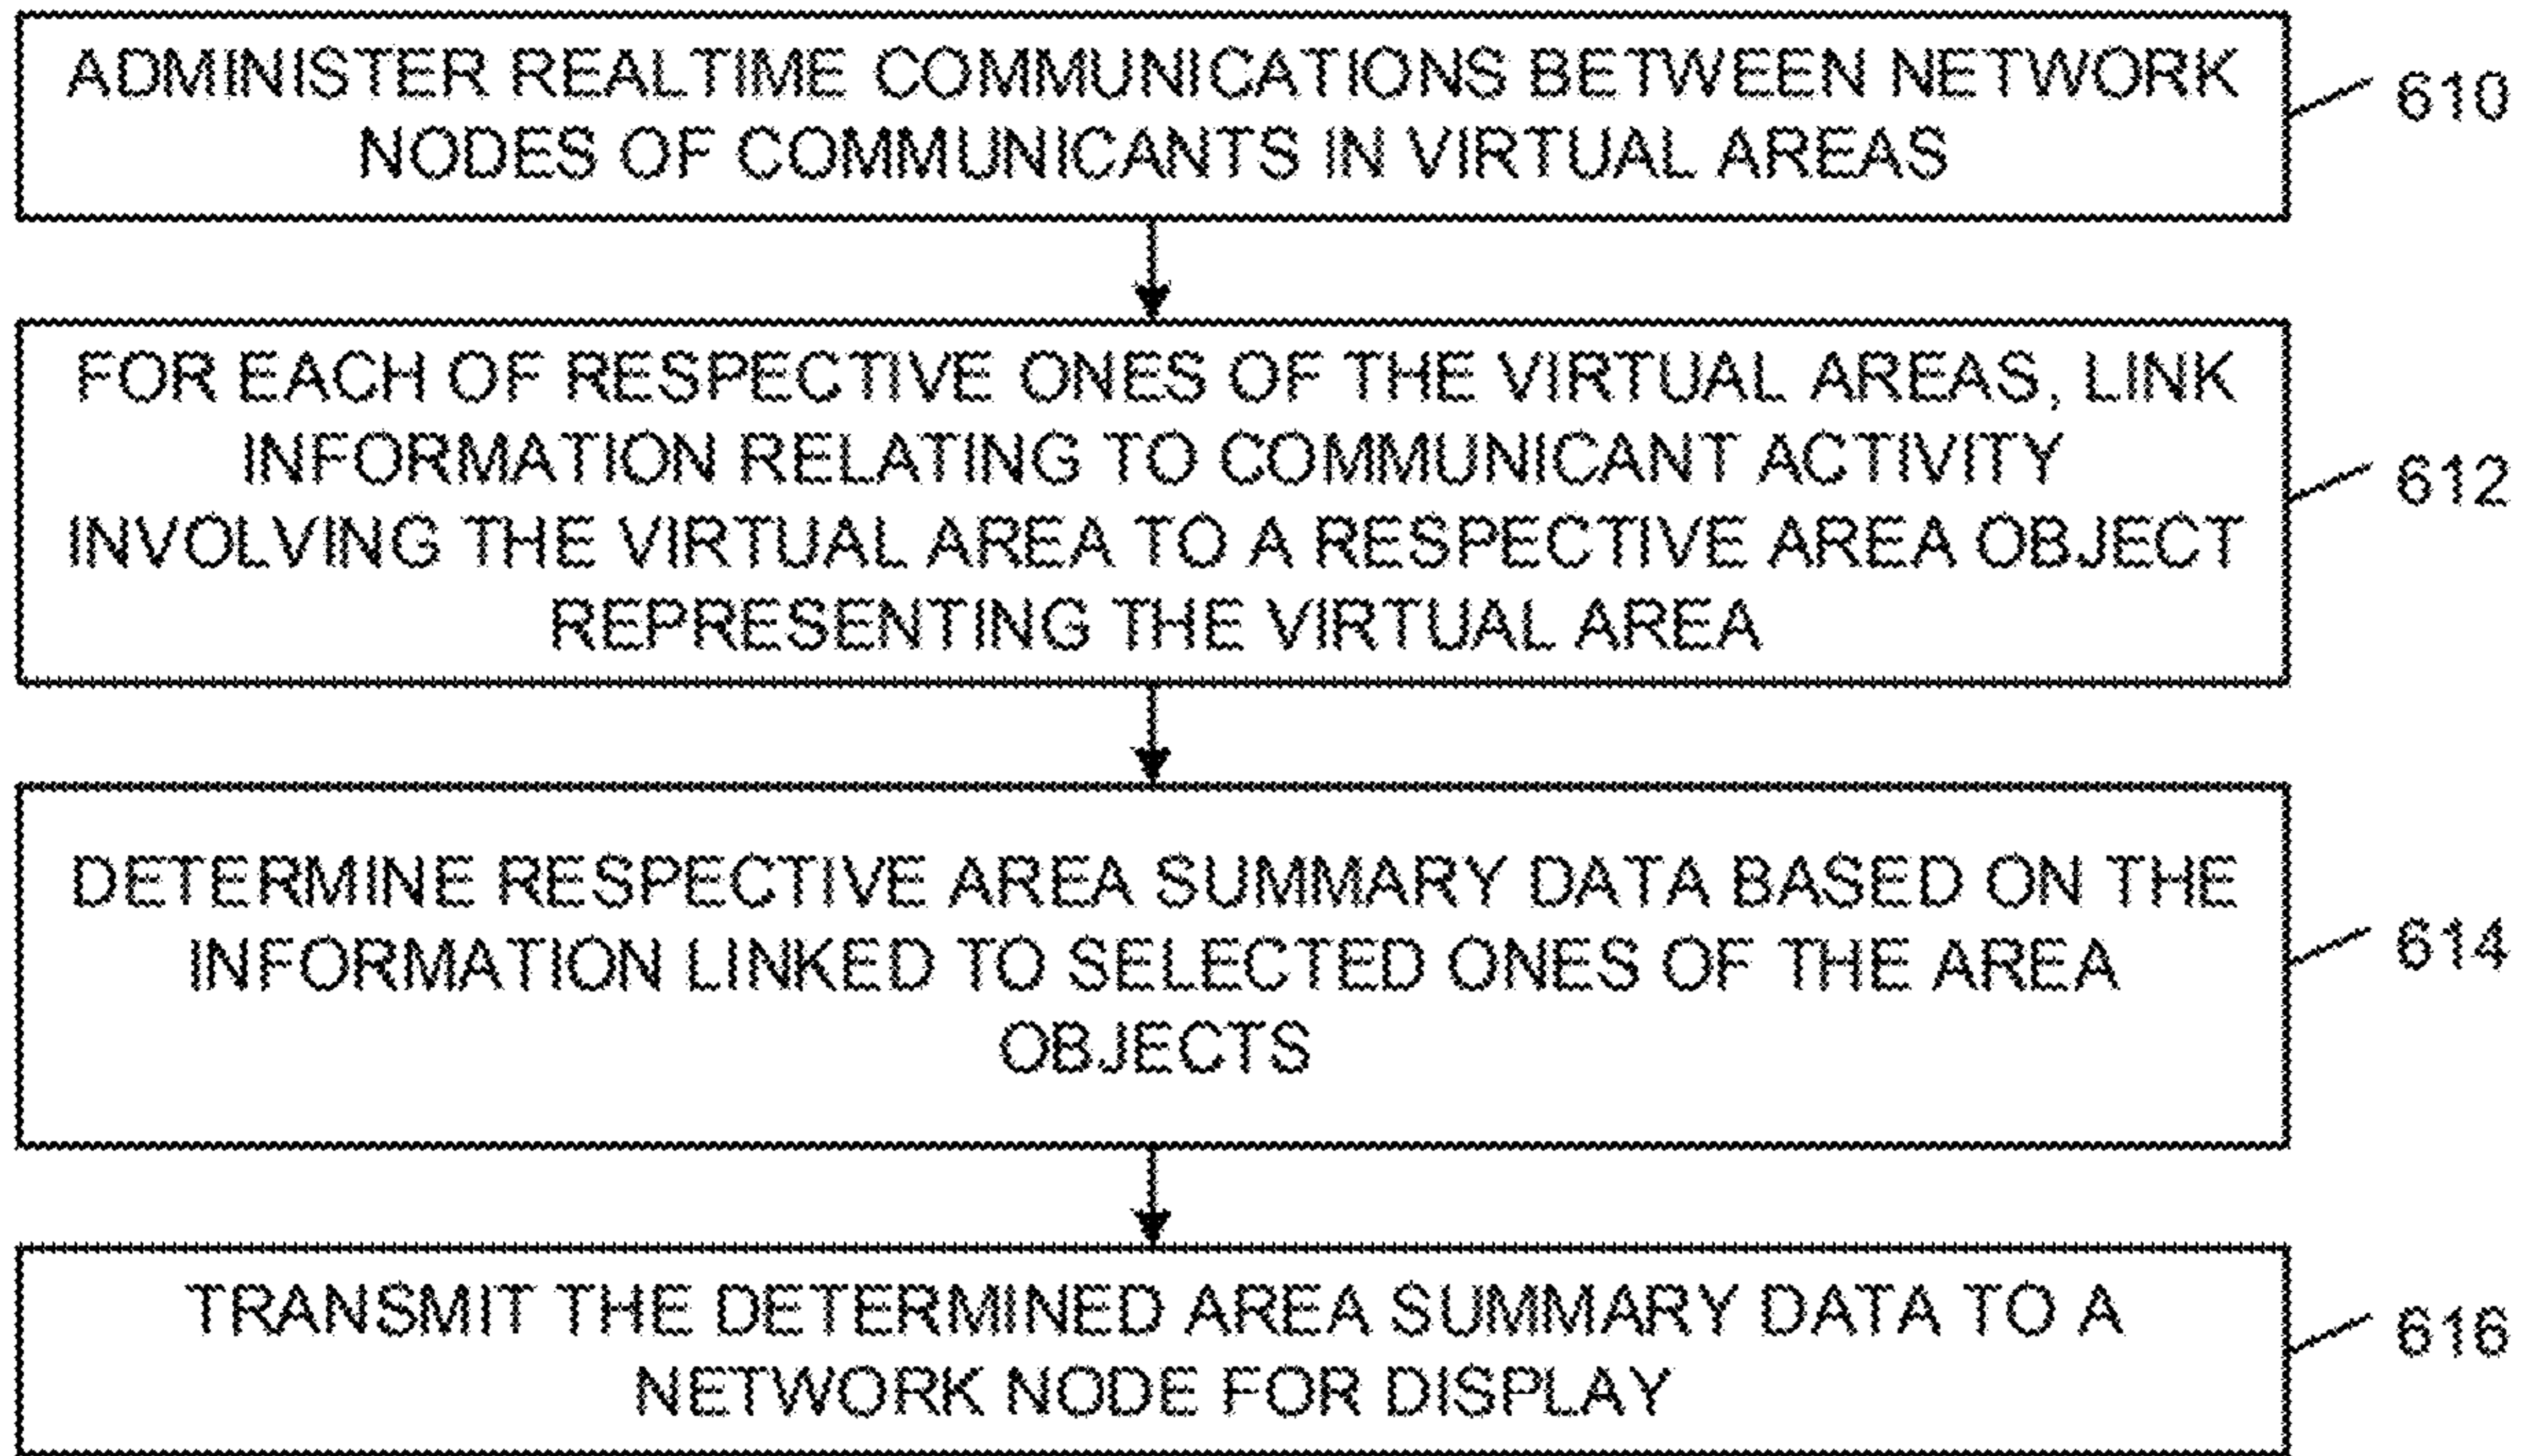 ADMINISTER REALTIME COMMUNICATIONS BETWEEN NETWORK
NODES OF COMMUNICANTS IN VIRTUAL AREAS
610
FOR EACH OF RESPECTIVE ONES OF THE VIRTUAL AREAS, LINK
INFORMATION RELATING TO COMMUNICANT ACTIVITY
INVOLVING THE VIRTUAL AREA TO A RESPECTIVE AREA OBJECT
REPRESENTING THE VIRTUAL AREA
612
DETERMINE RESPECTIVE AREA SUMMARY DATA BASED ON THE
INFORMATION LINKED TO SELECTED ONES OF THE AREA
OBJECTS
614
TRANSMIT THE DETERMINED AREA SUMMARY DATA TO A
NETWORK NODE FOR DISPLAY
616